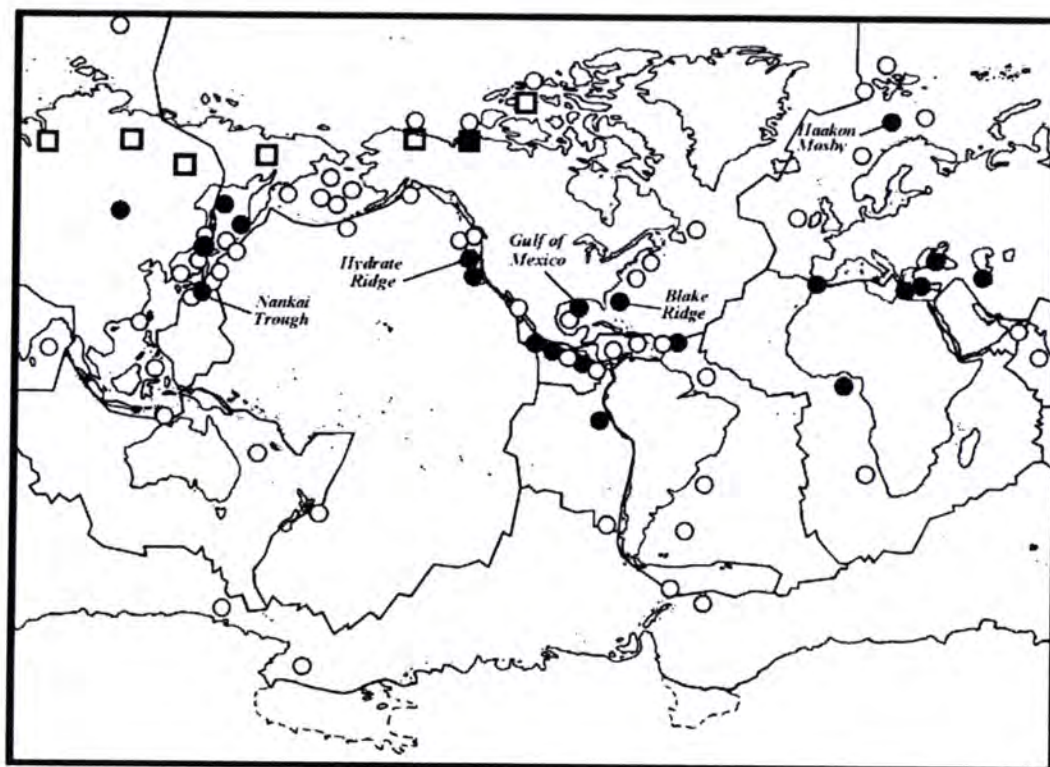 Haakon
Mosby
Gulf of
Mexico
Hydrate
Ridge
Blake
Ridge
Nankai
Trough